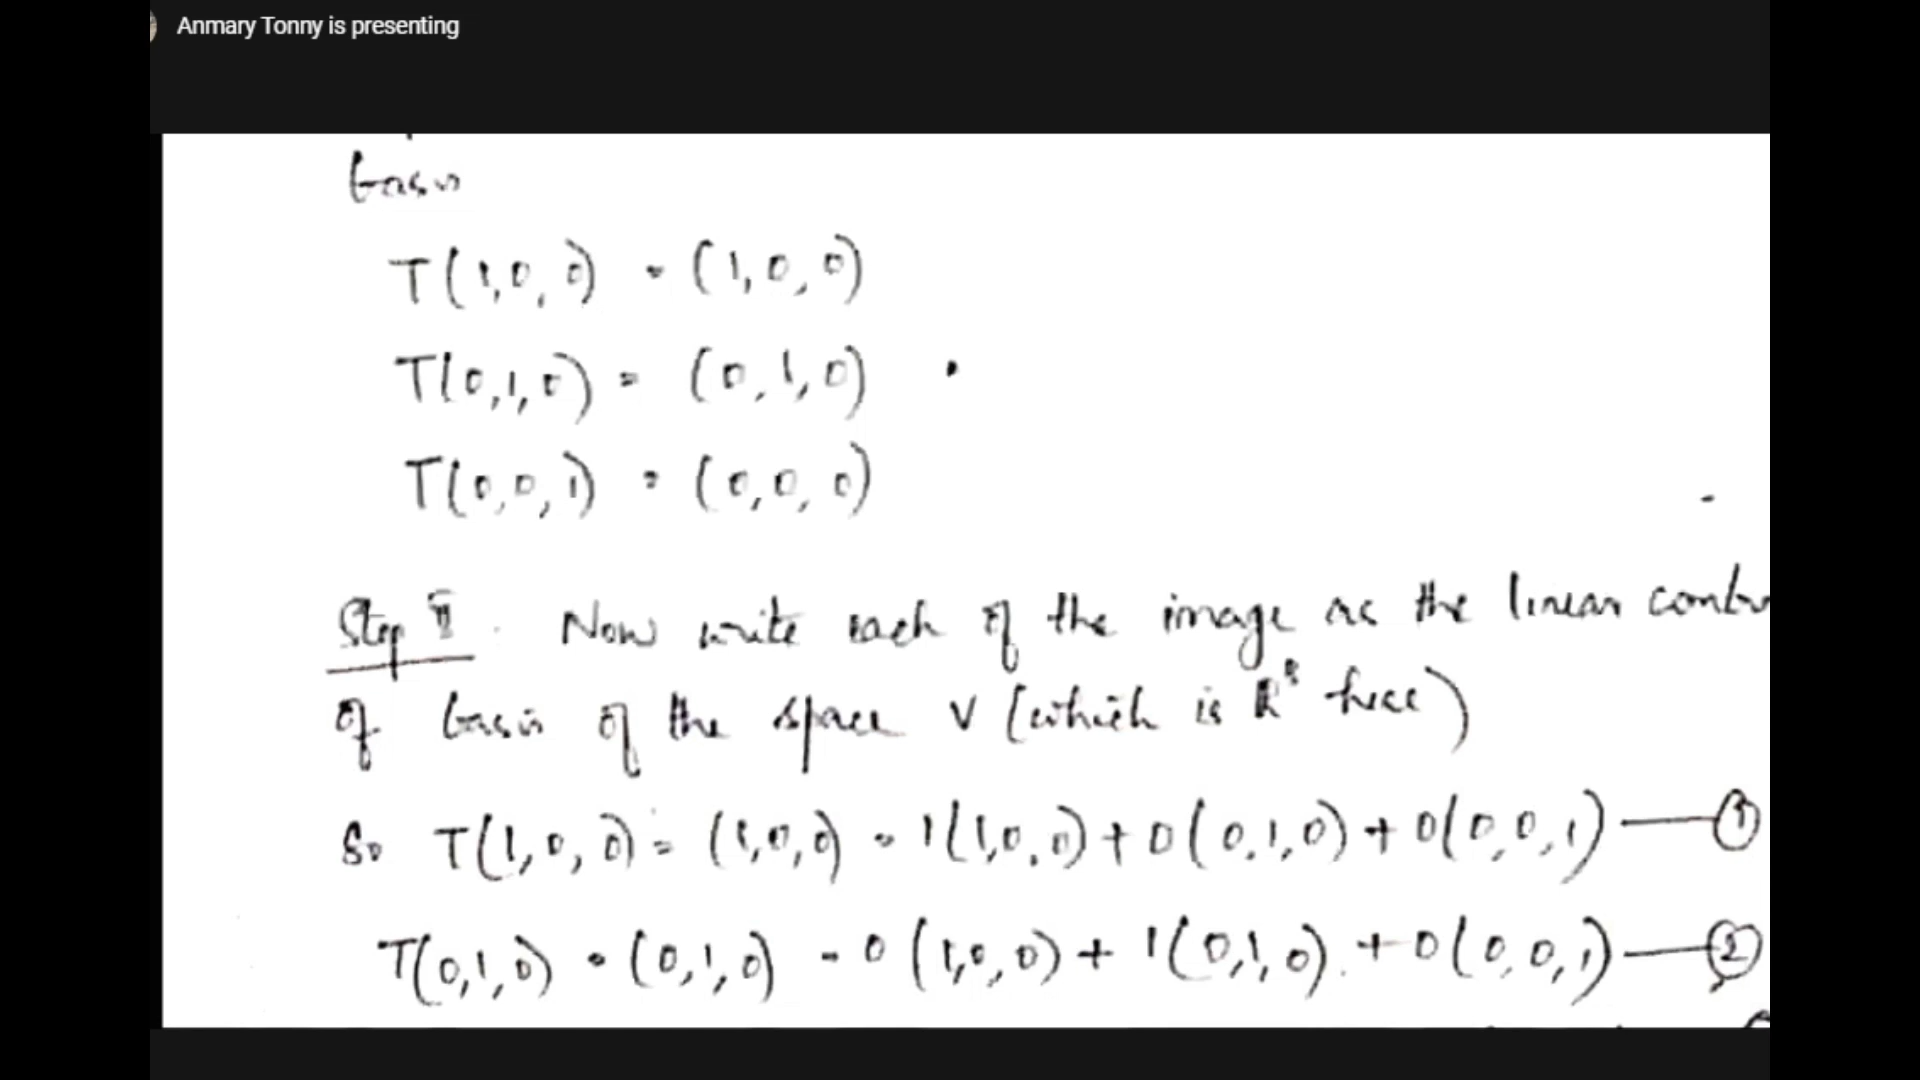 Anmary Tonny is presenting
basis
T(1,0,0) = (1,0,0)
T(0,1,0) = (0,1,0)
T(0,0,1) = (0,0,0)
Step II. Now write each of the image as the linear
of basis of the space V (which is R³ here)
So T(1,0,0) = (1,0,0) = 1(1,0,0) + 0(0,1,0) + 0(0,0,1) — ①
T(0,1,0) = (0,1,0) = 0(1,0,0) + 1(0,1,0) + 0(0,0,1) — ②